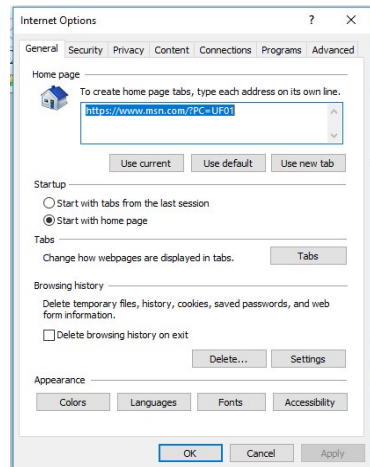 Internet Options ? X
General Security Privacy Content Connections Programs Advanced
Home page
To create home page tabs, type each address on its own line.
https://www.msn.com/?PC=UF01
Use current Use default Use new tab
Startup
Start with tabs from the last session
Start with home page
Tabs
Change how webpages are displayed in tabs. Tabs
Browsing history
Delete temporary files, history, cookies, saved passwords, and web
form information.
Delete browsing history on exit
Delete... Settings
Appearance
Colors Languages Fonts Accessibility
OK Cancel Apply